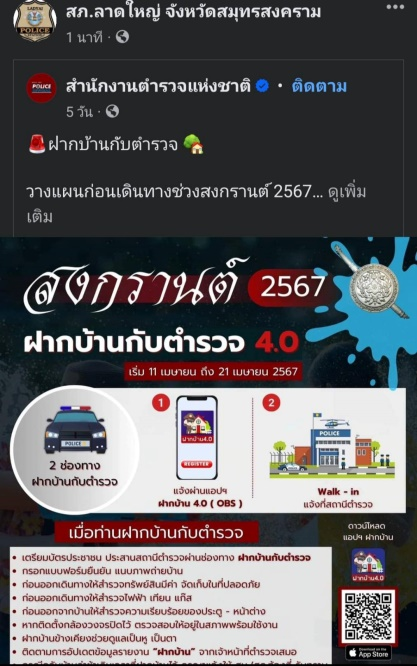 สภ.ลาดใหญ่ จังหวัดสมุทรสงคราม
1 นาที ·
POLICE
สำนักงานตำรวจแห่งชาติ · ติดตาม
5 วัน ·
ฝากบ้านกับตำรวจ
วางแผนก่อนเดินทางช่วงสงกรานต์ 2567... ดูเพิ่ม
เติม
สงกรานต์ 2567
ฝากบ้านกับตำรวจ 4.0
เริ่ม 11 เมษายน ถึง 21 เมษายน 2567
POLICE
2 ช่องทาง
ฝากบ้านกับตำรวจ
1
ฝากบ้าน4.0
REGISTER
แจ้งผ่านแอปฯ
ฝากบ้าน 4.0 ( OBS )
2
POLICE
Walk - in
แจ้งที่สถานีตำรวจ
เมื่อท่านฝากบ้านกับตำรวจ
• เตรียมบัตรประชาชน ประสานสถานีตำรวจผ่านช่องทาง ฝากบ้านกับตำรวจ
• กรอกแบบฟอร์มยืนยัน แบบภาพถ่ายบ้าน
• ก่อนออกเดินทางให้สำรวจทรัพย์สินมีค่า จัดเก็บในที่ปลอดภัย
• ก่อนออกเดินทางให้สำรวจไฟฟ้า เทียน แก๊ส
• ก่อนออกจากบ้านให้สำรวจความเรียบร้อยของประตู - หน้าต่าง
• หากติดตั้งกล้องวงจรปิดไว้ ตรวจสอบให้อยู่ในสภาพพร้อมใช้งาน
• ฝากบ้านข้างเคียงช่วยดูแลเป็นหู เป็นตา
• ติดตามการอัปเดตข้อมูลรายงาน “ฝากบ้าน” จากเจ้าหน้าที่ตำรวจเสมอ
ดาวน์โหลด
แอปฯ ฝากบ้าน
ฝากบ้าน4.0
App Store